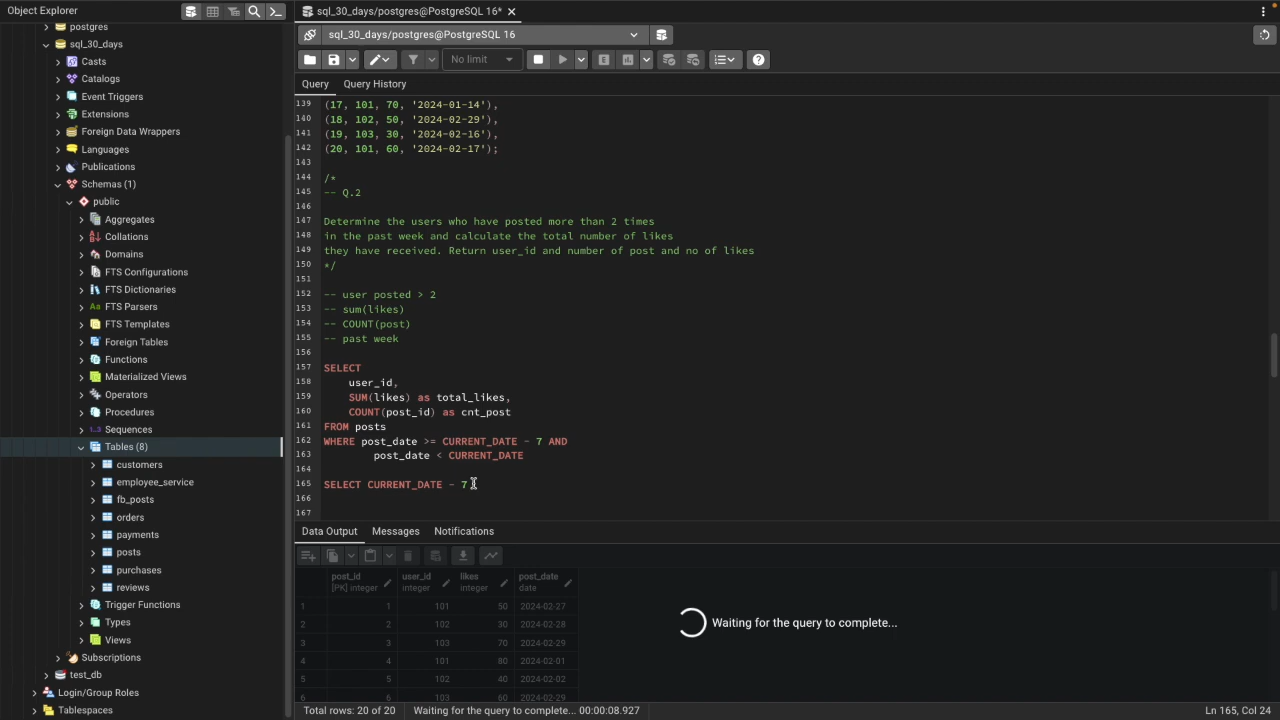 Object Explorer
sql_30_days/postgres@PostgreSQL 16*
postgres
sql_30_days
Casts
Catalogs
Event Triggers
Extensions
Foreign Data Wrappers
Languages
Publications
Schemas (1)
public
Aggregates
Collations
Domains
FTS Configurations
FTS Dictionaries
FTS Parsers
FTS Templates
Foreign Tables
Functions
Materialized Views
Operators
Procedures
Sequences
Tables (8)
customers
employee_service
fb_posts
orders
payments
posts
purchases
reviews
Trigger Functions
Types
Views
Subscriptions
test_db
Login/Group Roles
Tablespaces
sql_30_days/postgres@PostgreSQL 16
No limit
Query Query History
139 (17, 101, 70, '2024-01-14'),
140 (18, 102, 50, '2024-02-29'),
141 (19, 103, 30, '2024-02-16'),
142 (20, 101, 60, '2024-02-17');
143
144 /*
145 -- Q.2
146
147 Determine the users who have posted more than 2 times
148 in the past week and calculate the total number of likes
149 they have received. Return user_id and number of post and no of likes
150 */
151
152 -- user posted > 2
153 -- sum(likes)
154 -- COUNT(post)
155 -- past week
156
157 SELECT
158 user_id,
159 SUM(likes) as total_likes,
160 COUNT(post_id) as cnt_post
161 FROM posts
162 WHERE post_date >= CURRENT_DATE - 7 AND
163 post_date < CURRENT_DATE
164
165 SELECT CURRENT_DATE - 7
166
167
Data Output Messages Notifications
post_id user_id likes post_date
[PK] integer integer integer date
1 1 101 50 2024-02-27
2 2 102 30 2024-02-28
3 3 103 70 2024-02-29
4 4 101 80 2024-02-01
5 5 102 40 2024-02-02
6 6 103 60 2024-02-29
Waiting for the query to complete...
Total rows: 20 of 20 Waiting for the query to complete... 00:00:08.927 Ln 165, Col 24